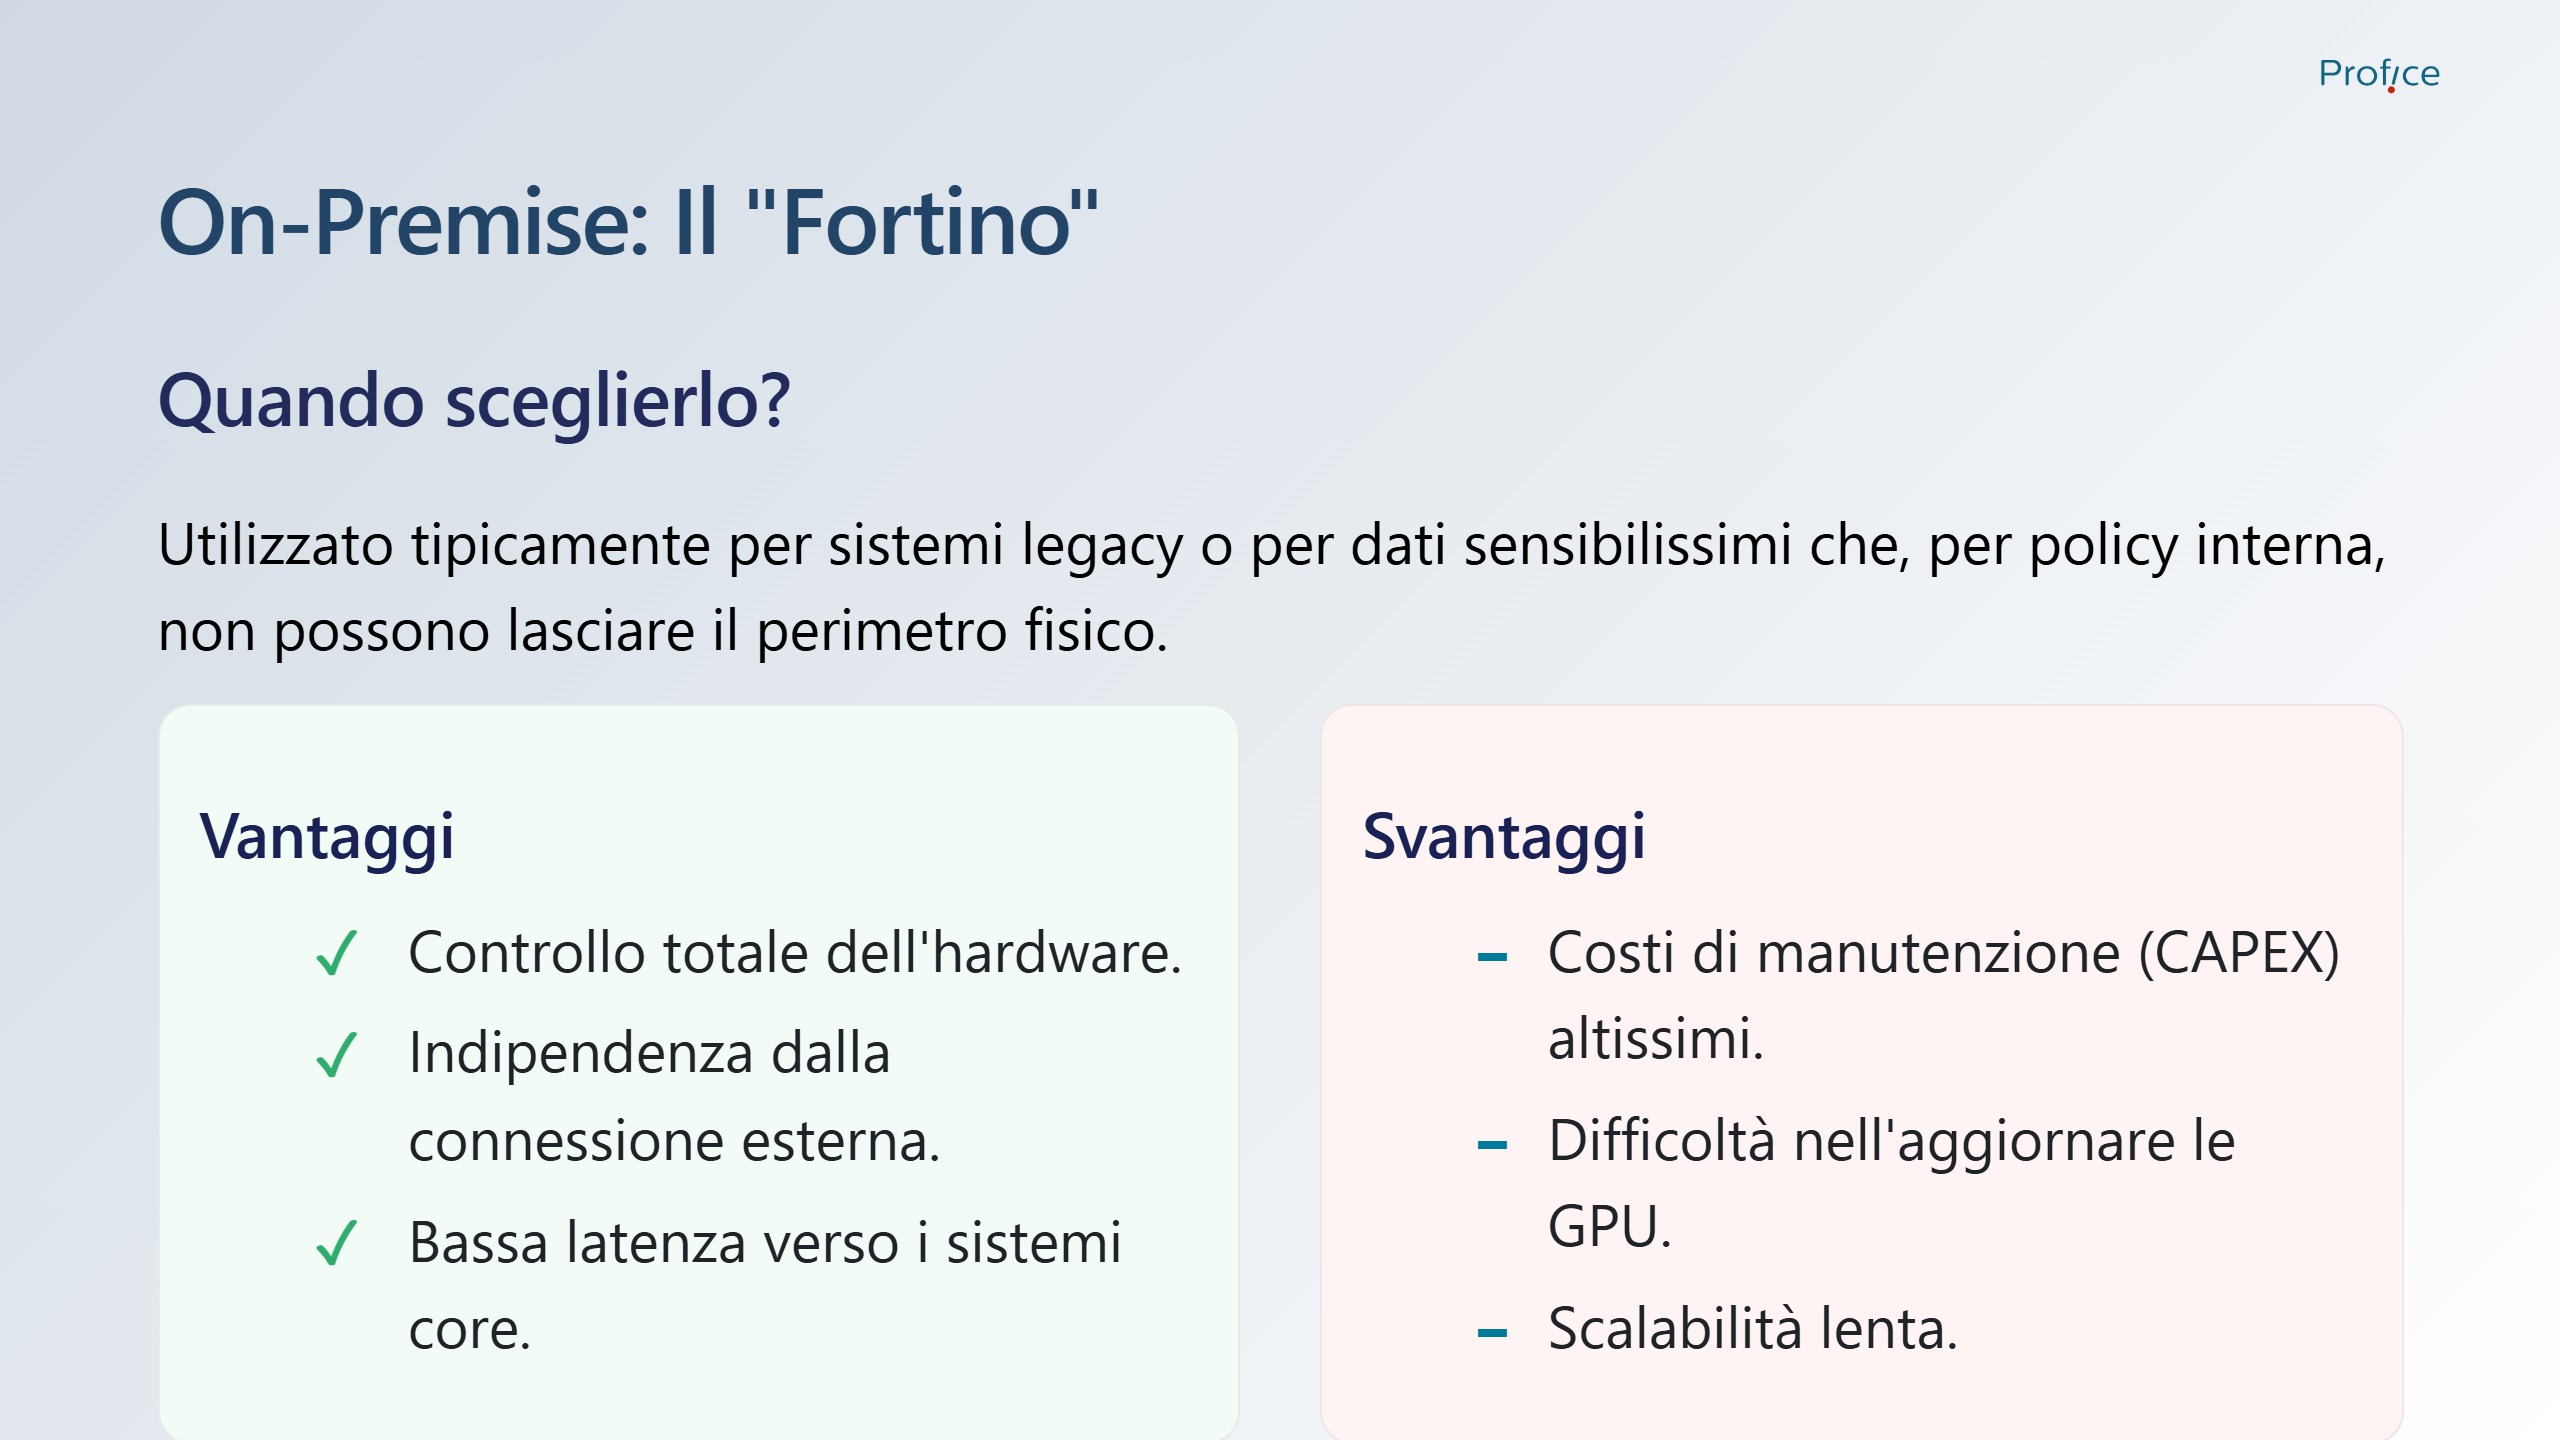 Profice
On-Premise: Il "Fortino"
Quando sceglierlo?
Utilizzato tipicamente per sistemi legacy o per dati sensibilissimi che, per policy interna,
non possono lasciare il perimetro fisico.
Vantaggi
✓ Controllo totale dell'hardware.
✓ Indipendenza dalla
connessione esterna.
✓ Bassa latenza verso i sistemi
core.
Svantaggi
– Costi di manutenzione (CAPEX)
altissimi.
– Difficoltà nell'aggiornare le
GPU.
– Scalabilità lenta.